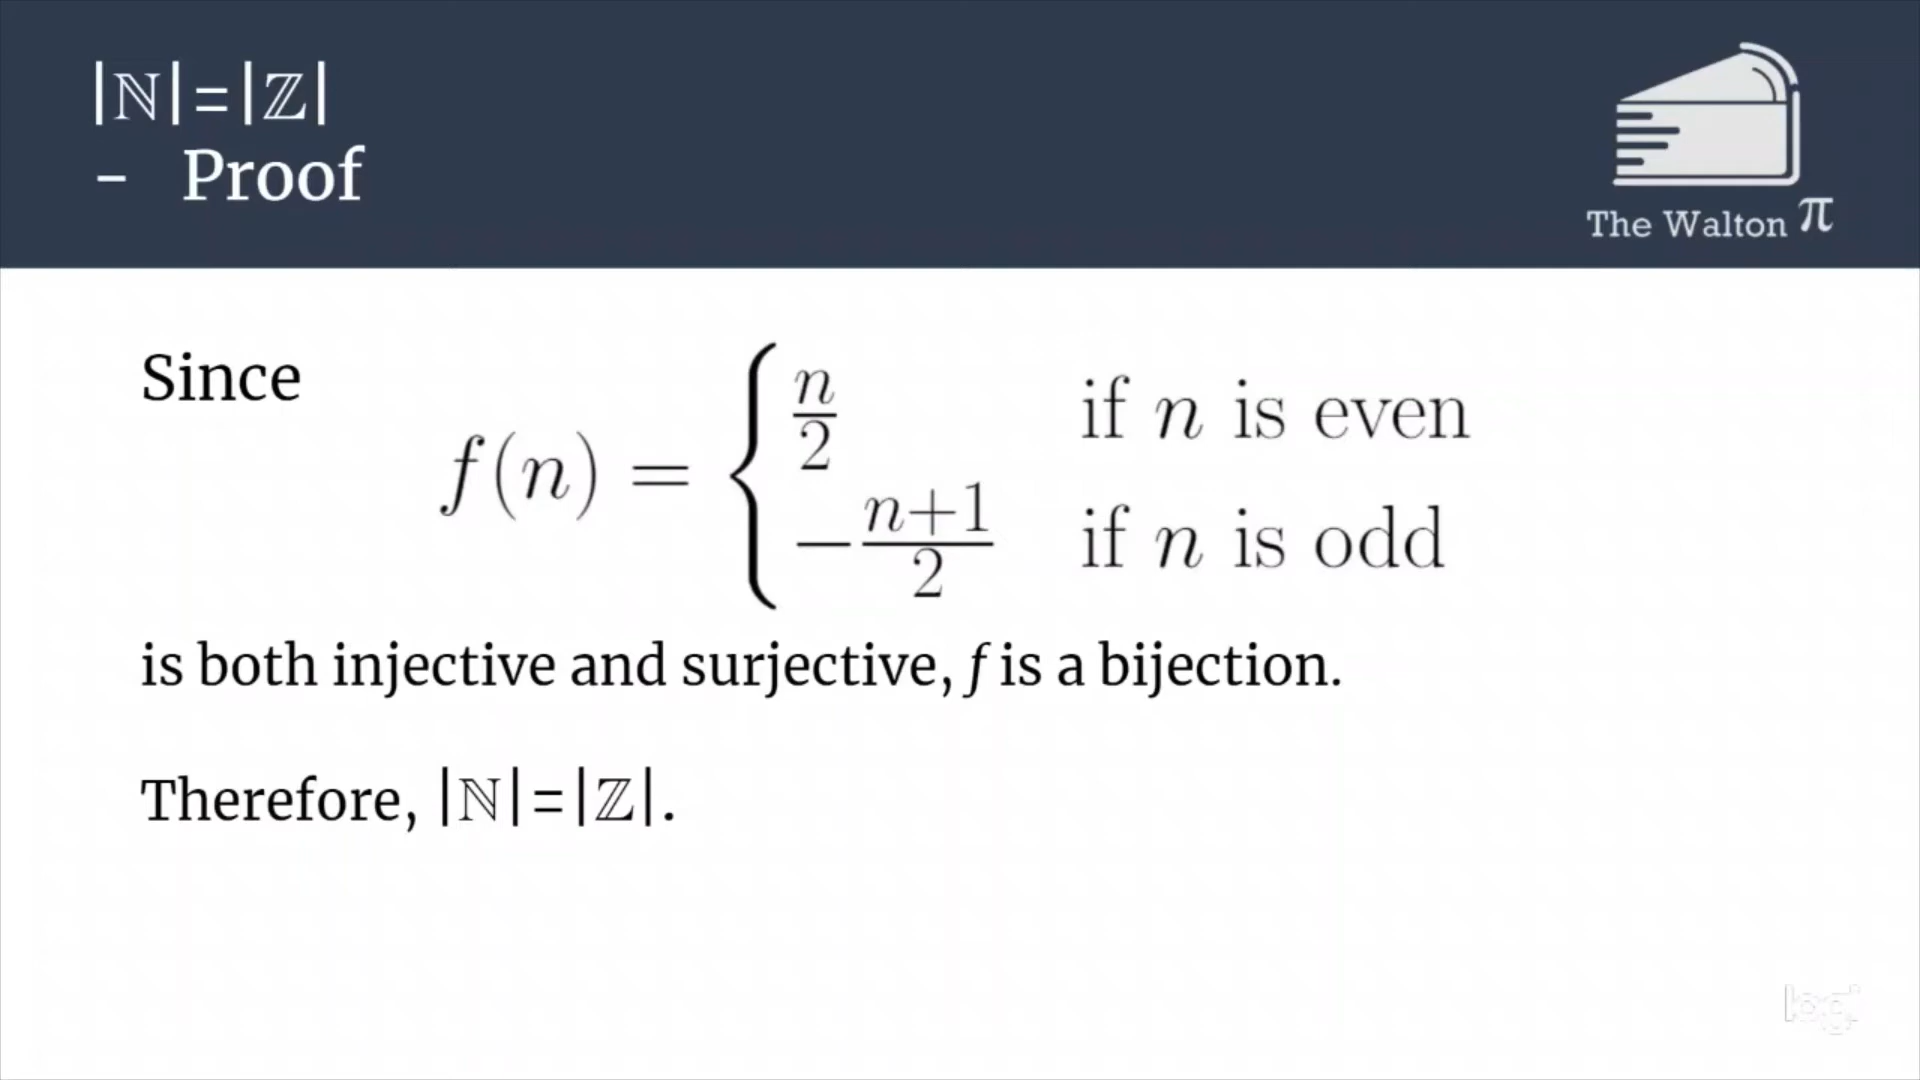 |ℕ|=|ℤ|
- Proof
The Walton π
Since
f(n) = { n/2 if n is even
-(n+1)/2 if n is odd
is both injective and surjective, f is a bijection.
Therefore, |ℕ|=|ℤ|.